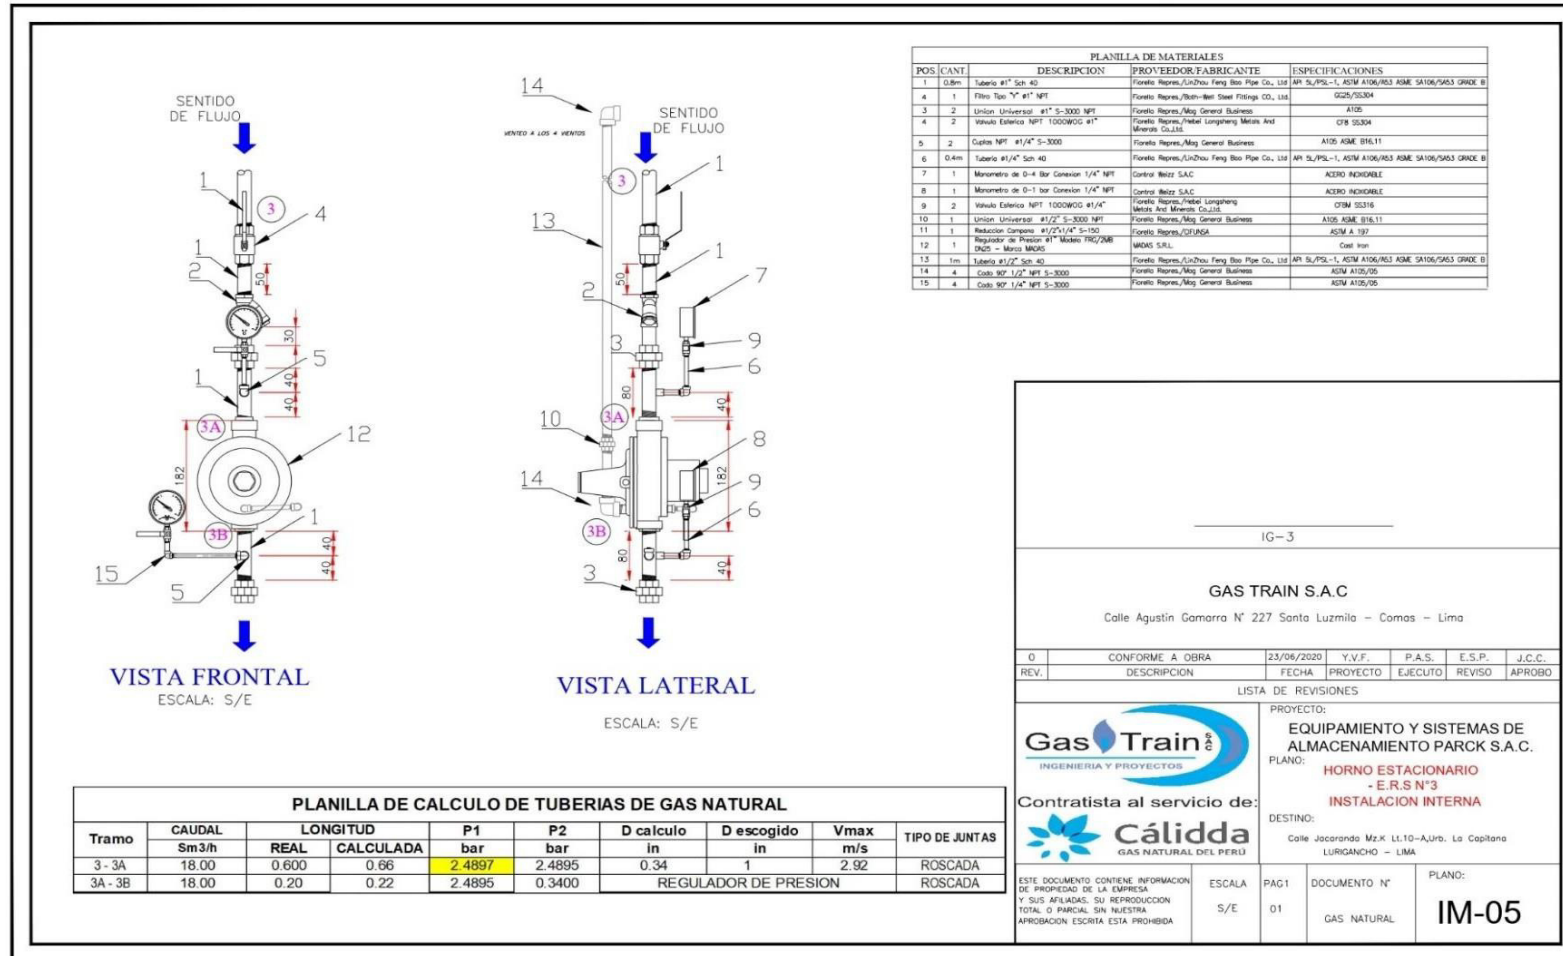 SENTIDO
DE FLUJO
1
3
4
1
2
50
30
5
40
1
40
3A
12
182
3B
1
40
40
15
5
VISTA FRONTAL
ESCALA: S/E
14
VENTEO A LOS 4 VIENTOS
SENTIDO
DE FLUJO
3
1
13
1
50
2
7
3
9
6
80
40
3A
10
8
182
14
9
3B
6
80
40
3
VISTA LATERAL
ESCALA: S/E
PLANILLA DE MATERIALES
POS. CANT. DESCRIPCION PROVEEDOR/FABRICANTE ESPECIFICACIONES
1 0.8m Tuberia ø1" Sch 40 Fiorella Repres./LinZhou Feng Bao Pipe Co., Ltd API 5L/PSL-1, ASTM A106/A53 ASME SA106/SA53 GRADE B
4 1 Filtro Tipo "Y" ø1" NPT Fiorella Repres./Both-Well Steel Fittings CO., Ltd. GG25/SS304
3 2 Union Universal ø1" S-3000 NPT Fiorella Repres./Mag General Business A105
4 2 Valvula Esferica NPT 1000WOG ø1" Fiorella Repres./Hebei Longsheng Metals And Minerals Co.,Ltd. CF8 SS304
5 2 Cuplas NPT ø1/4" S-3000 Fiorella Repres./Mag General Business A105 ASME B16.11
6 0.4m Tuberia ø1/4" Sch 40 Fiorella Repres./LinZhou Feng Bao Pipe Co., Ltd API 5L/PSL-1, ASTM A106/A53 ASME SA106/SA53 GRADE B
7 1 Manometro de 0-4 Bar Conexion 1/4" NPT Control Weizz S.A.C ACERO INOXIDABLE
8 1 Manometro de 0-1 bar Conexion 1/4" NPT Control Weizz S.A.C ACERO INOXIDABLE
9 2 Valvula Esferica NPT 1000WOG ø1/4" Fiorella Repres./Hebei Longsheng Metals And Minerals Co.,Ltd. CF8M SS316
10 1 Union Universal ø1/2" S-3000 NPT Fiorella Repres./Mag General Business A105 ASME B16.11
11 1 Reduccion Campana ø1/2"x1/4" S-150 Fiorella Repres./CIFUNSA ASTM A 197
12 1 Regulador de Presion ø1" Modelo FRG/2MB DN25 - Marca MADAS MADAS S.R.L. Cast Iron
13 1m Tuberia ø1/2" Sch 40 Fiorella Repres./LinZhou Feng Bao Pipe Co., Ltd API 5L/PSL-1, ASTM A106/A53 ASME SA106/SA53 GRADE B
14 4 Codo 90° 1/2" NPT S-3000 Fiorella Repres./Mag General Business ASTM A105/05
15 4 Codo 90° 1/4" NPT S-3000 Fiorella Repres./Mag General Business ASTM A105/05
IG-3
GAS TRAIN S.A.C
Calle Agustin Gamarra N° 227 Santa Luzmila - Comas - Lima
0 CONFORME A OBRA 23/06/2020 Y.V.F. P.A.S. E.S.P. J.C.C.
REV. DESCRIPCION FECHA PROYECTO EJECUTO REVISO APROBO
LISTA DE REVISIONES
Gas Train SAC
INGENIERIA Y PROYECTOS
Contratista al servicio de:
Cálidda
GAS NATURAL DEL PERÚ
PROYECTO:
EQUIPAMIENTO Y SISTEMAS DE
ALMACENAMIENTO PARCK S.A.C.
PLANO:
HORNO ESTACIONARIO
- E.R.S N°3
INSTALACION INTERNA
DESTINO:
Calle Jacaranda Mz.K Lt.10-A,Urb. La Capitana
LURIGANCHO - LIMA
ESTE DOCUMENTO CONTIENE INFORMACION
DE PROPIEDAD DE LA EMPRESA
Y SUS AFILIADAS. SU REPRODUCCION
TOTAL O PARCIAL SIN NUESTRA
APROBACION ESCRITA ESTA PROHIBIDA
ESCALA
S/E
PAG1
01
DOCUMENTO N°
GAS NATURAL
PLANO:
IM-05
PLANILLA DE CALCULO DE TUBERIAS DE GAS NATURAL
Tramo CAUDAL LONGITUD P1 P2 D calculo D escogido Vmax TIPO DE JUNTAS
Sm3/h REAL CALCULADA bar bar in in m/s
3 - 3A 18.00 0.600 0.66 2.4897 2.4895 0.34 1 2.92 ROSCADA
3A - 3B 18.00 0.20 0.22 2.4895 0.3400 REGULADOR DE PRESION ROSCADA